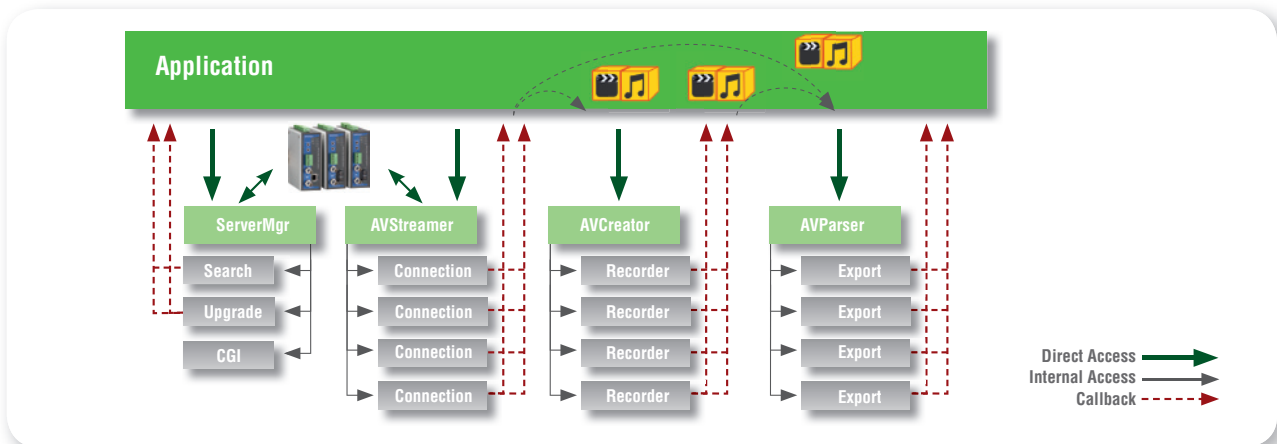 Application
ServerMgr
AVStreamer
AVCreator
AVParser
Search
Connection
Recorder
Export
Upgrade
Connection
Recorder
Export
CGI
Connection
Recorder
Export
Connection
Recorder
Export
Direct Access
Internal Access
Callback